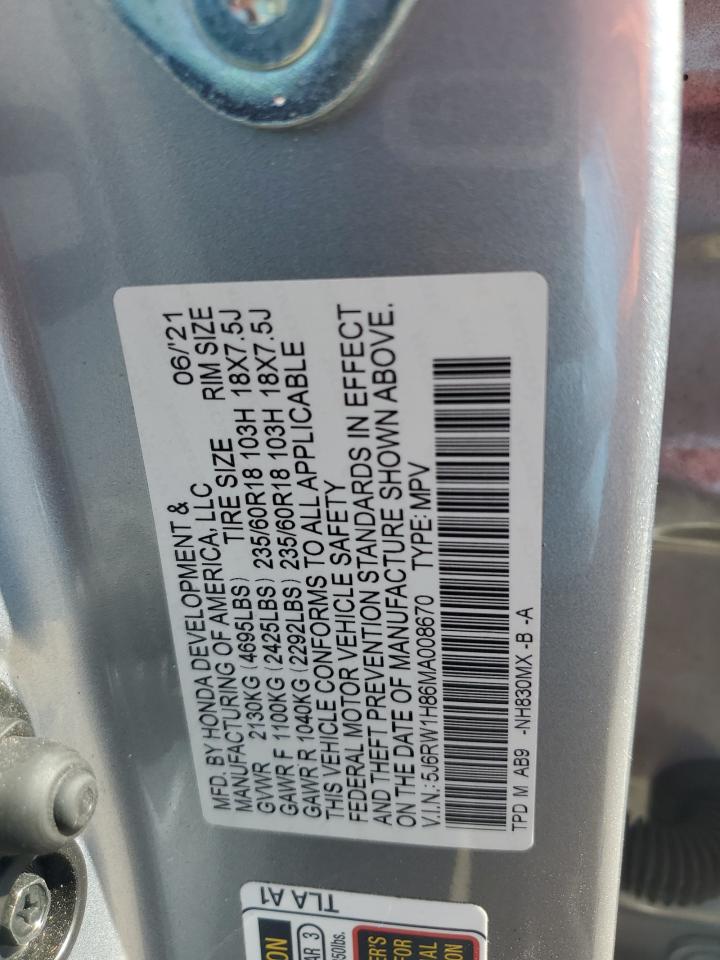 MFD. BY HONDA DEVELOPMENT & 06/'21
MANUFACTURING OF AMERICA, LLC
TIRE SIZE RIM SIZE
GVWR 2130KG (4695LBS)
GAWR F 1100KG (2425LBS) 235/60R18 103H 18X7.5J
GAWR R 1040KG (2292LBS) 235/60R18 103H 18X7.5J
THIS VEHICLE CONFORMS TO ALL APPLICABLE
FEDERAL MOTOR VEHICLE SAFETY
AND THEFT PREVENTION STANDARDS IN EFFECT
ON THE DATE OF MANUFACTURE SHOWN ABOVE.
V.I.N.: 5J6RW1H86MA008670 TYPE: MPV
TPD M AB9 -NH830MX -B -A
TLA A1